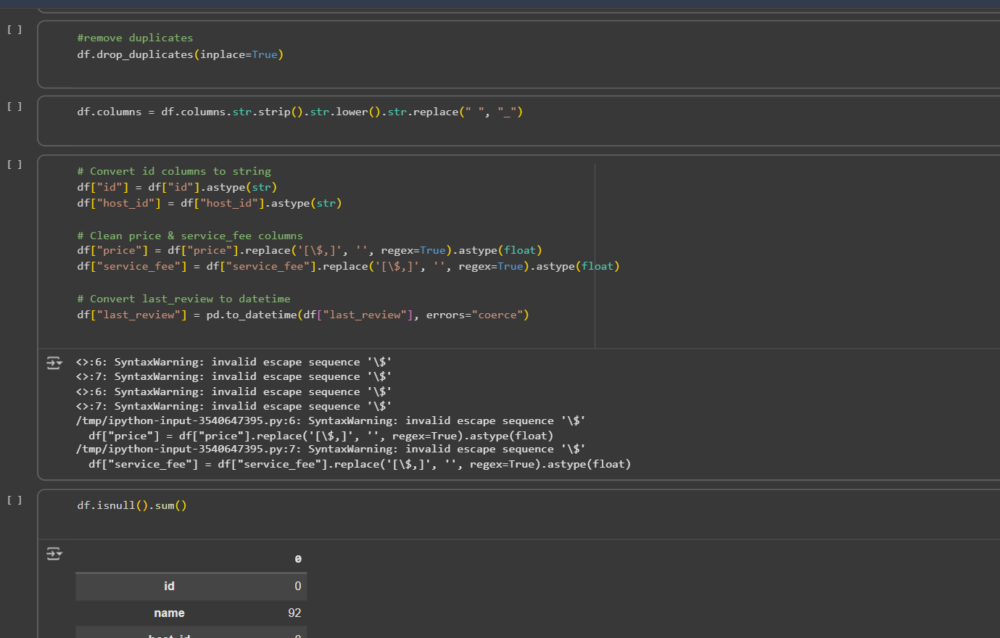 [ ]
#remove duplicates
df.drop_duplicates(inplace=True)
[ ]
df.columns = df.columns.str.strip().str.lower().str.replace(" ", "_")
[ ]
# Convert id columns to string
df["id"] = df["id"].astype(str)
df["host_id"] = df["host_id"].astype(str)
# Clean price & service_fee columns
df["price"] = df["price"].replace('[\$,]', '', regex=True).astype(float)
df["service_fee"] = df["service_fee"].replace('[\$,]', '', regex=True).astype(float)
# Convert last_review to datetime
df["last_review"] = pd.to_datetime(df["last_review"], errors="coerce")
<>:6: SyntaxWarning: invalid escape sequence '\$'
<>:7: SyntaxWarning: invalid escape sequence '\$'
<>:6: SyntaxWarning: invalid escape sequence '\$'
<>:7: SyntaxWarning: invalid escape sequence '\$'
/tmp/ipython-input-3540647395.py:6: SyntaxWarning: invalid escape sequence '\$'
df["price"] = df["price"].replace('[\$,]', '', regex=True).astype(float)
/tmp/ipython-input-3540647395.py:7: SyntaxWarning: invalid escape sequence '\$'
df["service_fee"] = df["service_fee"].replace('[\$,]', '', regex=True).astype(float)
[ ]
df.isnull().sum()
0
id 0
name 92
host_id 0